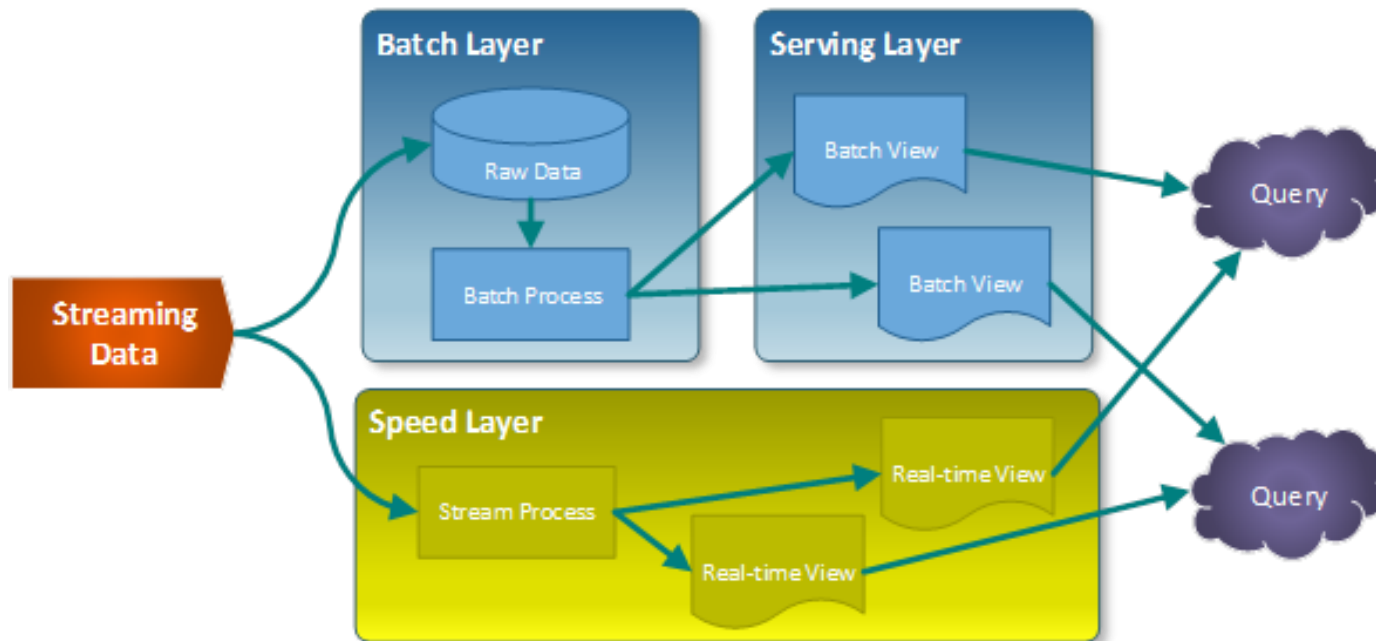 Batch Layer
Serving Layer
Raw Data
Batch View
Query
Batch Process
Batch View
Streaming
Data
Speed Layer
Real-time View
Query
Stream Process
Real-time View